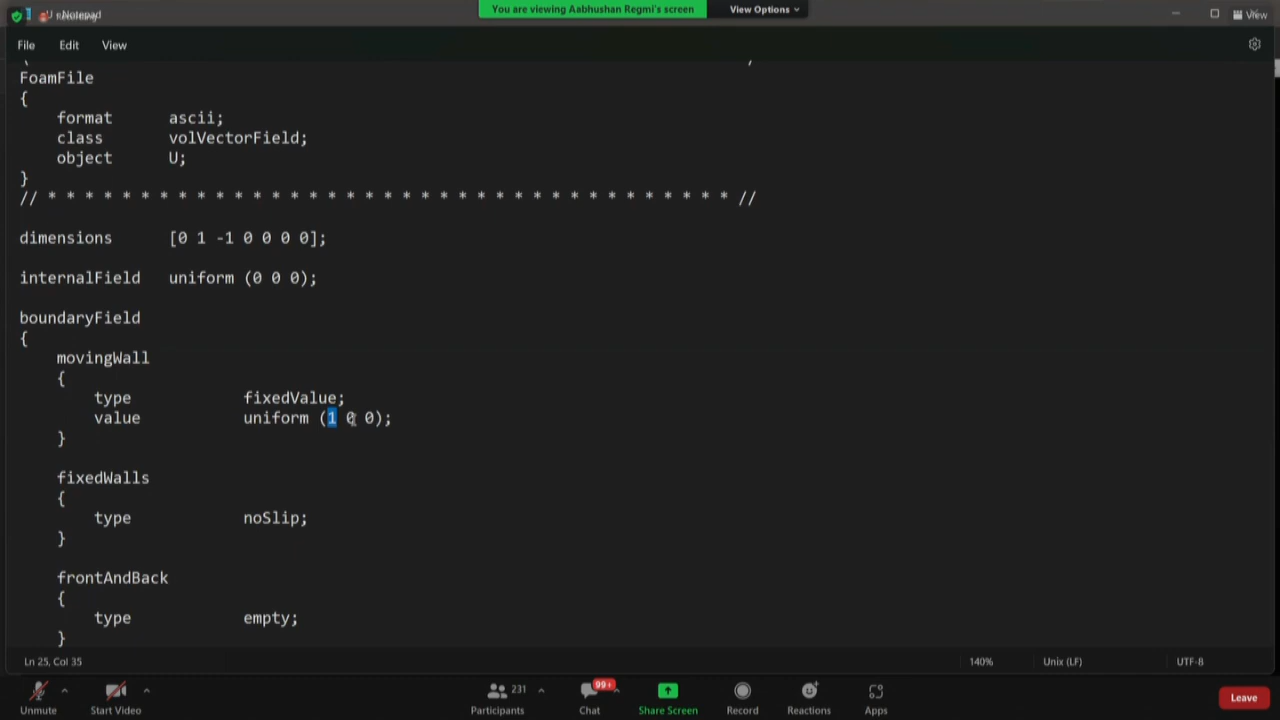 Notepad
You are viewing Aabhushan Regmi's screen
View Options
View
File Edit View
FoamFile
{
format ascii;
class volVectorField;
object U;
}
// * * * * * * * * * * * * * * * * * * * * * * * * * * * * * * * * * * * * * //
dimensions [0 1 -1 0 0 0 0];
internalField uniform (0 0 0);
boundaryField
{
movingWall
{
type fixedValue;
value uniform (1 0 0);
}
fixedWalls
{
type noSlip;
}
frontAndBack
{
type empty;
}
Ln 25, Col 35 140% Unix (LF) UTF-8
231 99+
Unmute Start Video Participants Chat Share Screen Record Reactions Apps Leave